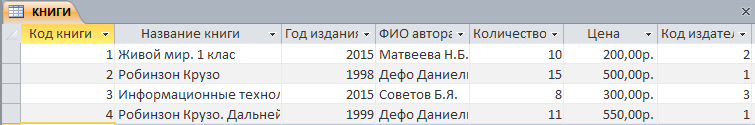 КНИГИ
Код книги Название книги Год издания ФИО автора Количество Цена Код издател
1 Живой мир. 1 клас 2015 Матвеева Н.Б. 10 200,00р. 2
2 Робинзон Крузо 1998 Дефо Даниель 15 500,00р. 1
3 Информационные технол 2015 Советов Б.Я. 8 300,00р. 3
4 Робинзон Крузо. Дальней 1999 Дефо Даниель 11 550,00р. 1